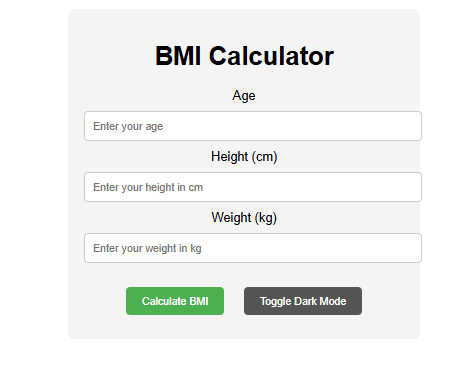 BMI Calculator
Age
Enter your age
Height (cm)
Enter your height in cm
Weight (kg)
Enter your weight in kg
Calculate BMI Toggle Dark Mode